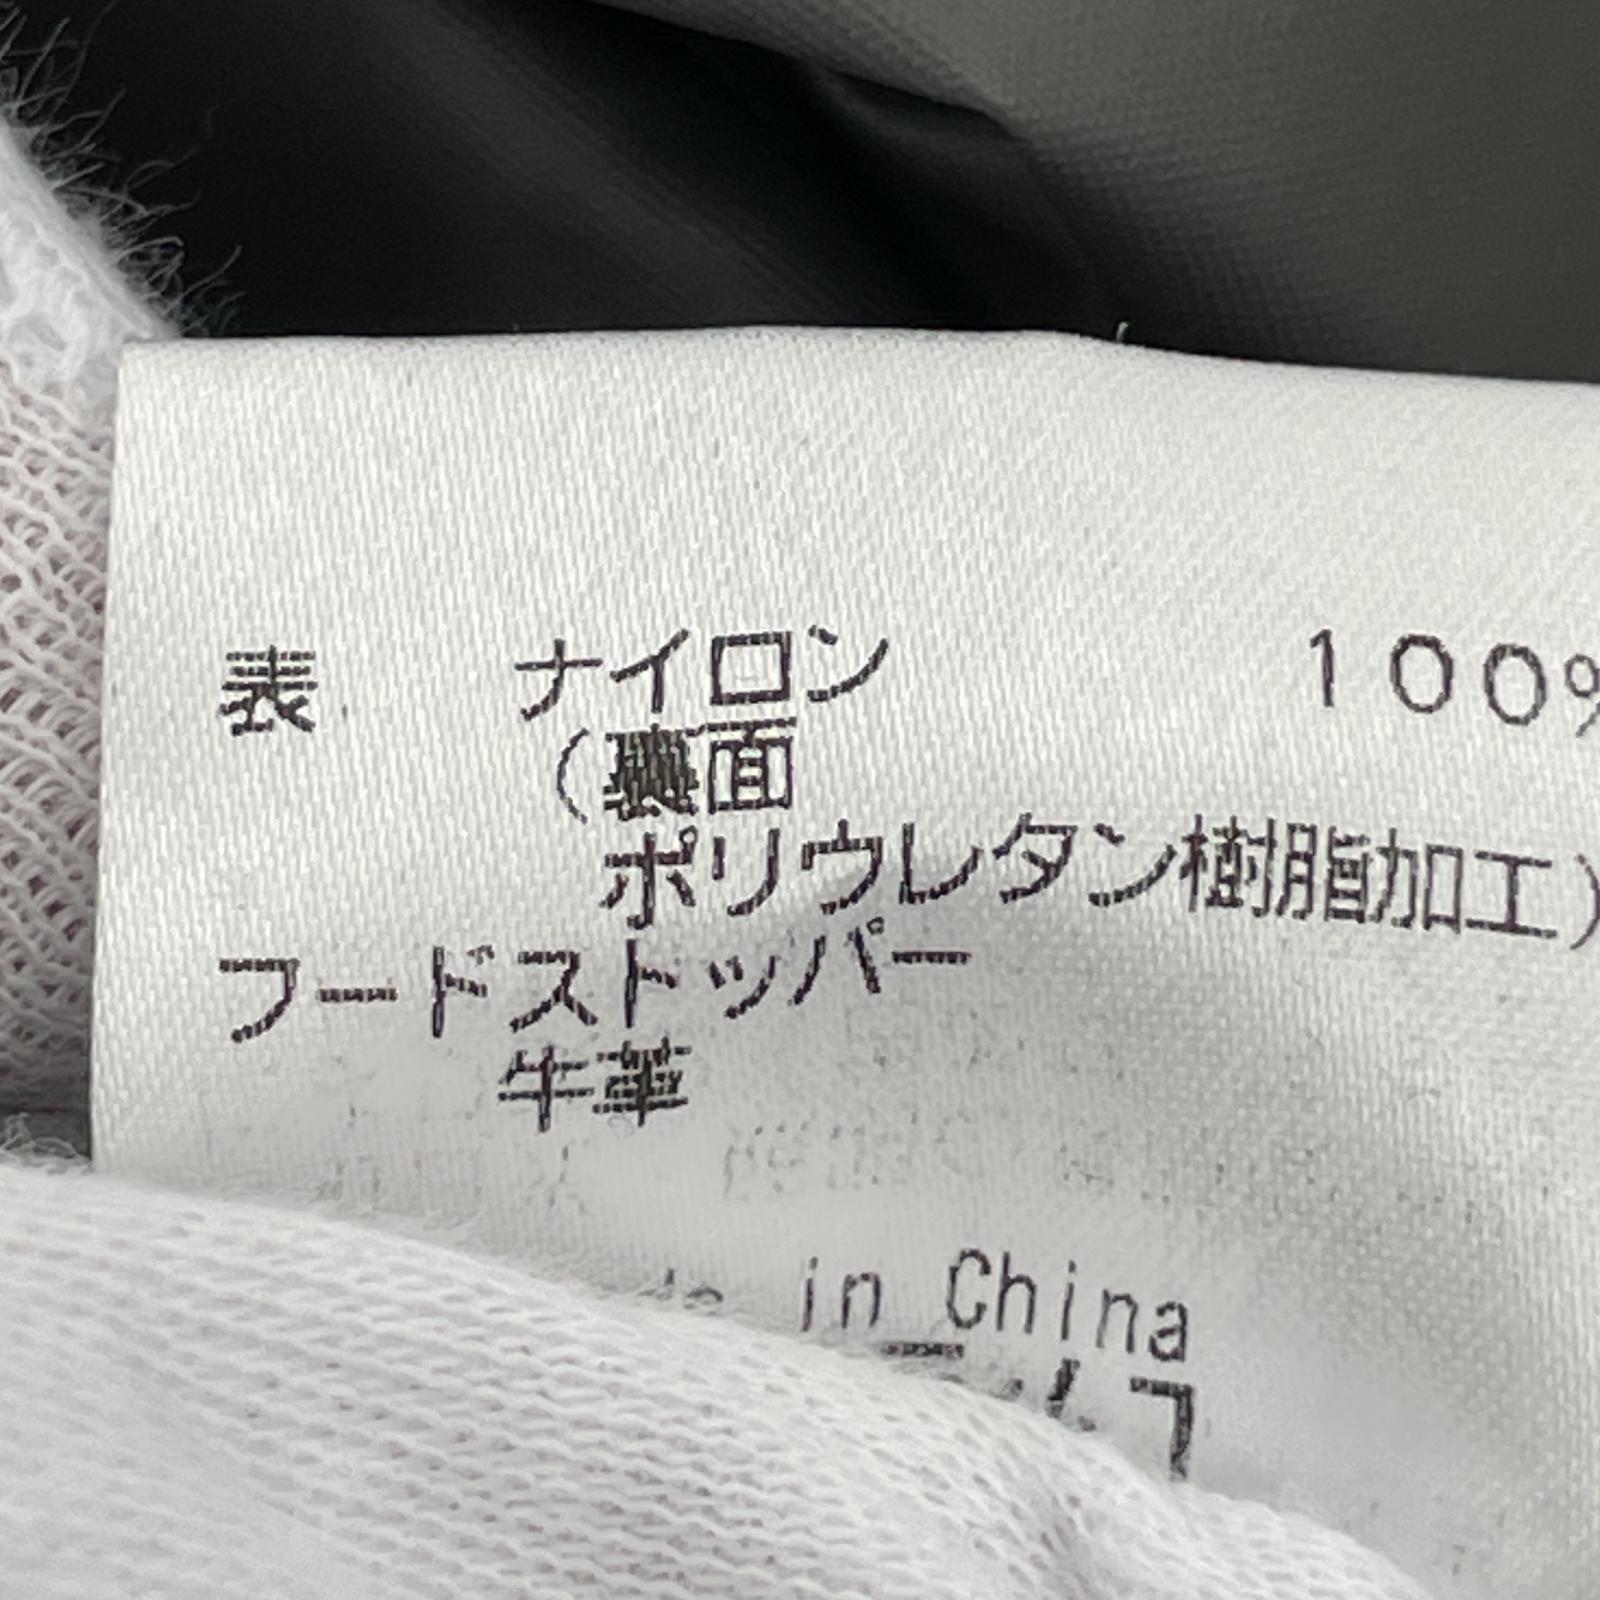 表 ナイロン 100%
(裏面
ポリウレタン樹脂加工)
フードストッパー
牛革
in China